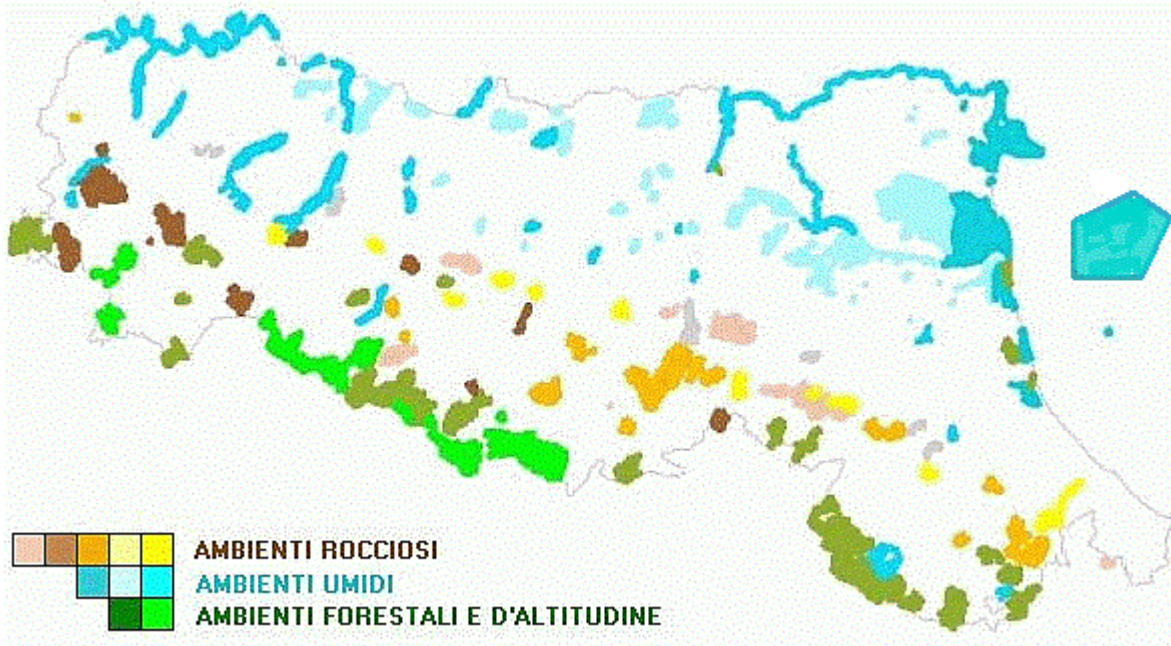 AMBIENTI ROCCIOSI
AMBIENTI UMIDI
AMBIENTI FORESTALI E D'ALTITUDINE